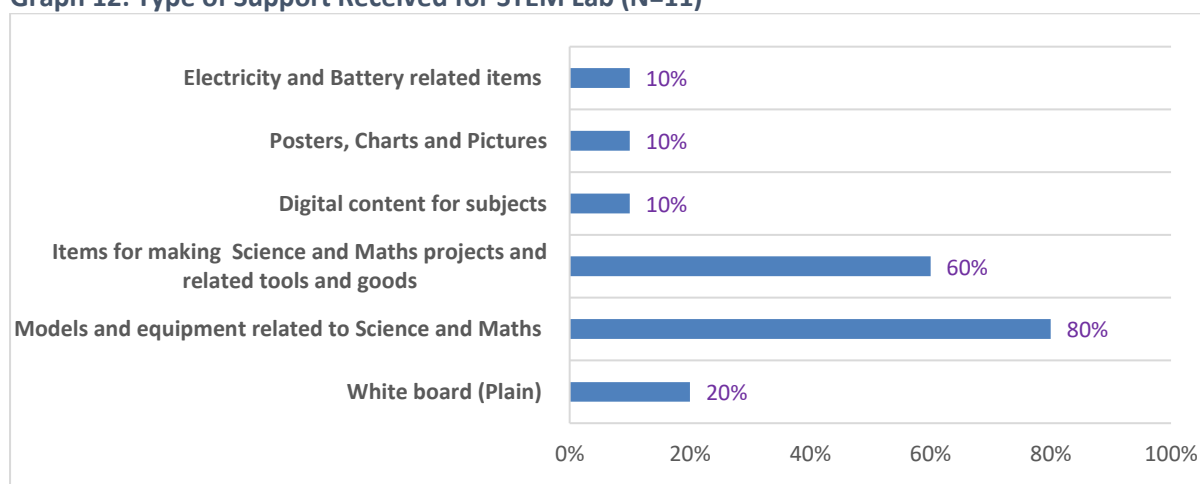 Graph 12: Type of Support Received for STEM Lab (N=11)
Electricity and Battery related items 10%
Posters, Charts and Pictures 10%
Digital content for subjects 10%
Items for making Science and Maths projects and
related tools and goods 60%
Models and equipment related to Science and Maths 80%
White board (Plain) 20%
0% 20% 40% 60% 80% 100%